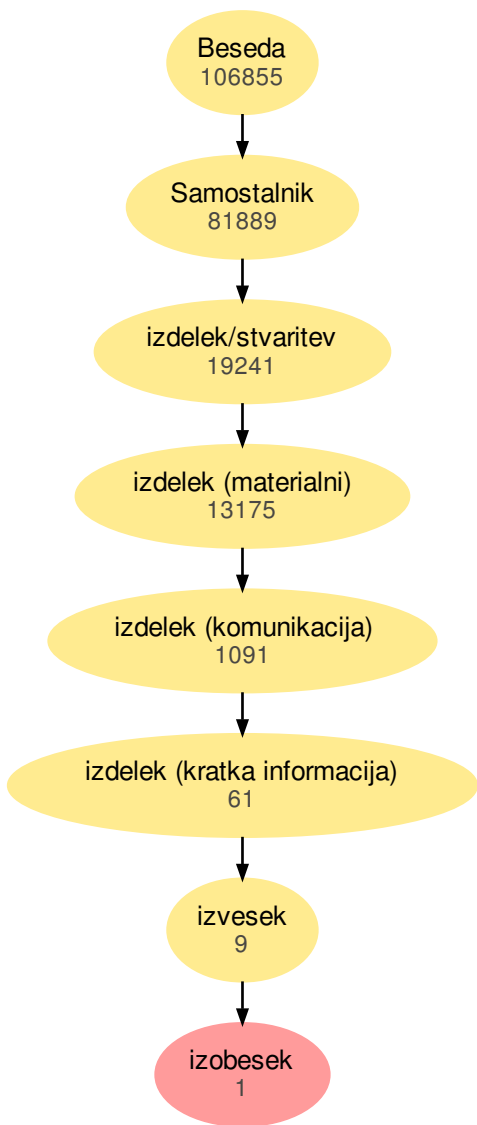 Beseda
106855
Samostalnik
81889
izdelek/stvaritev
19241
izdelek (materialni)
13175
izdelek (komunikacija)
1091
izdelek (kratka informacija)
61
izvesek
9
izobesek
1